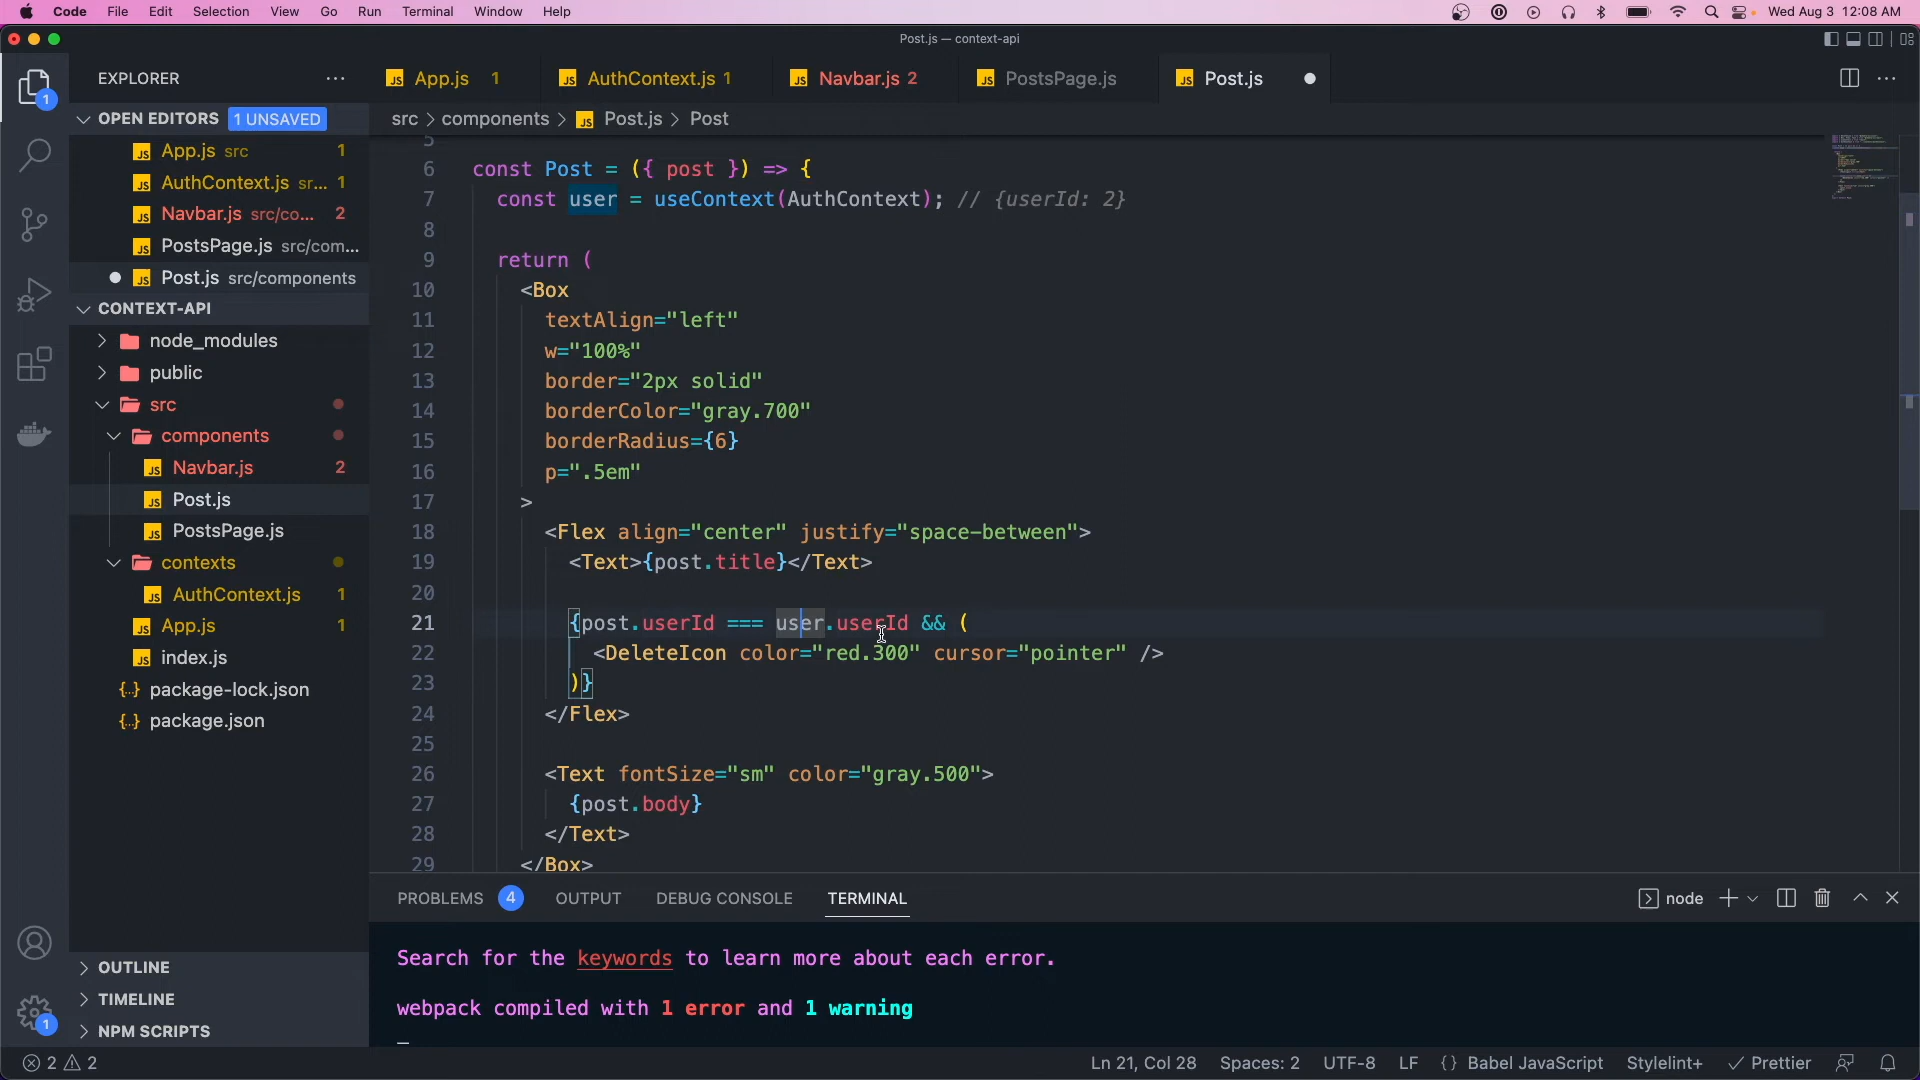 Code File Edit Selection View Go Run Terminal Window Help Wed Aug 3 12:08 AM
Post.js — context-api
EXPLORER ···
App.js 1
AuthContext.js 1
Navbar.js 2
PostsPage.js
Post.js
1
OPEN EDITORS 1 UNSAVED
App.js src 1
AuthContext.js sr... 1
Navbar.js src/co... 2
PostsPage.js src/com...
Post.js src/components
CONTEXT-API
node_modules
public
src
components
Navbar.js 2
Post.js
PostsPage.js
contexts
AuthContext.js 1
App.js 1
index.js
package-lock.json
package.json
OUTLINE
TIMELINE
NPM SCRIPTS
1
src > components > Post.js > Post
5
6 const Post = ({ post }) => {
7 const user = useContext(AuthContext); // {userId: 2}
8
9 return (
10 <Box
11 textAlign="left"
12 w="100%"
13 border="2px solid"
14 borderColor="gray.700"
15 borderRadius={6}
16 p=".5em"
17 >
18 <Flex align="center" justify="space-between">
19 <Text>{post.title}</Text>
20
21 {post.userId === user.userId && (
22 <DeleteIcon color="red.300" cursor="pointer" />
23 )}
24 </Flex>
25
26 <Text fontSize="sm" color="gray.500">
27 {post.body}
28 </Text>
29 </Box>
PROBLEMS 4 OUTPUT DEBUG CONSOLE TERMINAL node
Search for the keywords to learn more about each error.
webpack compiled with 1 error and 1 warning
2 2 Ln 21, Col 28 Spaces: 2 UTF-8 LF {} Babel JavaScript Stylelint+ Prettier